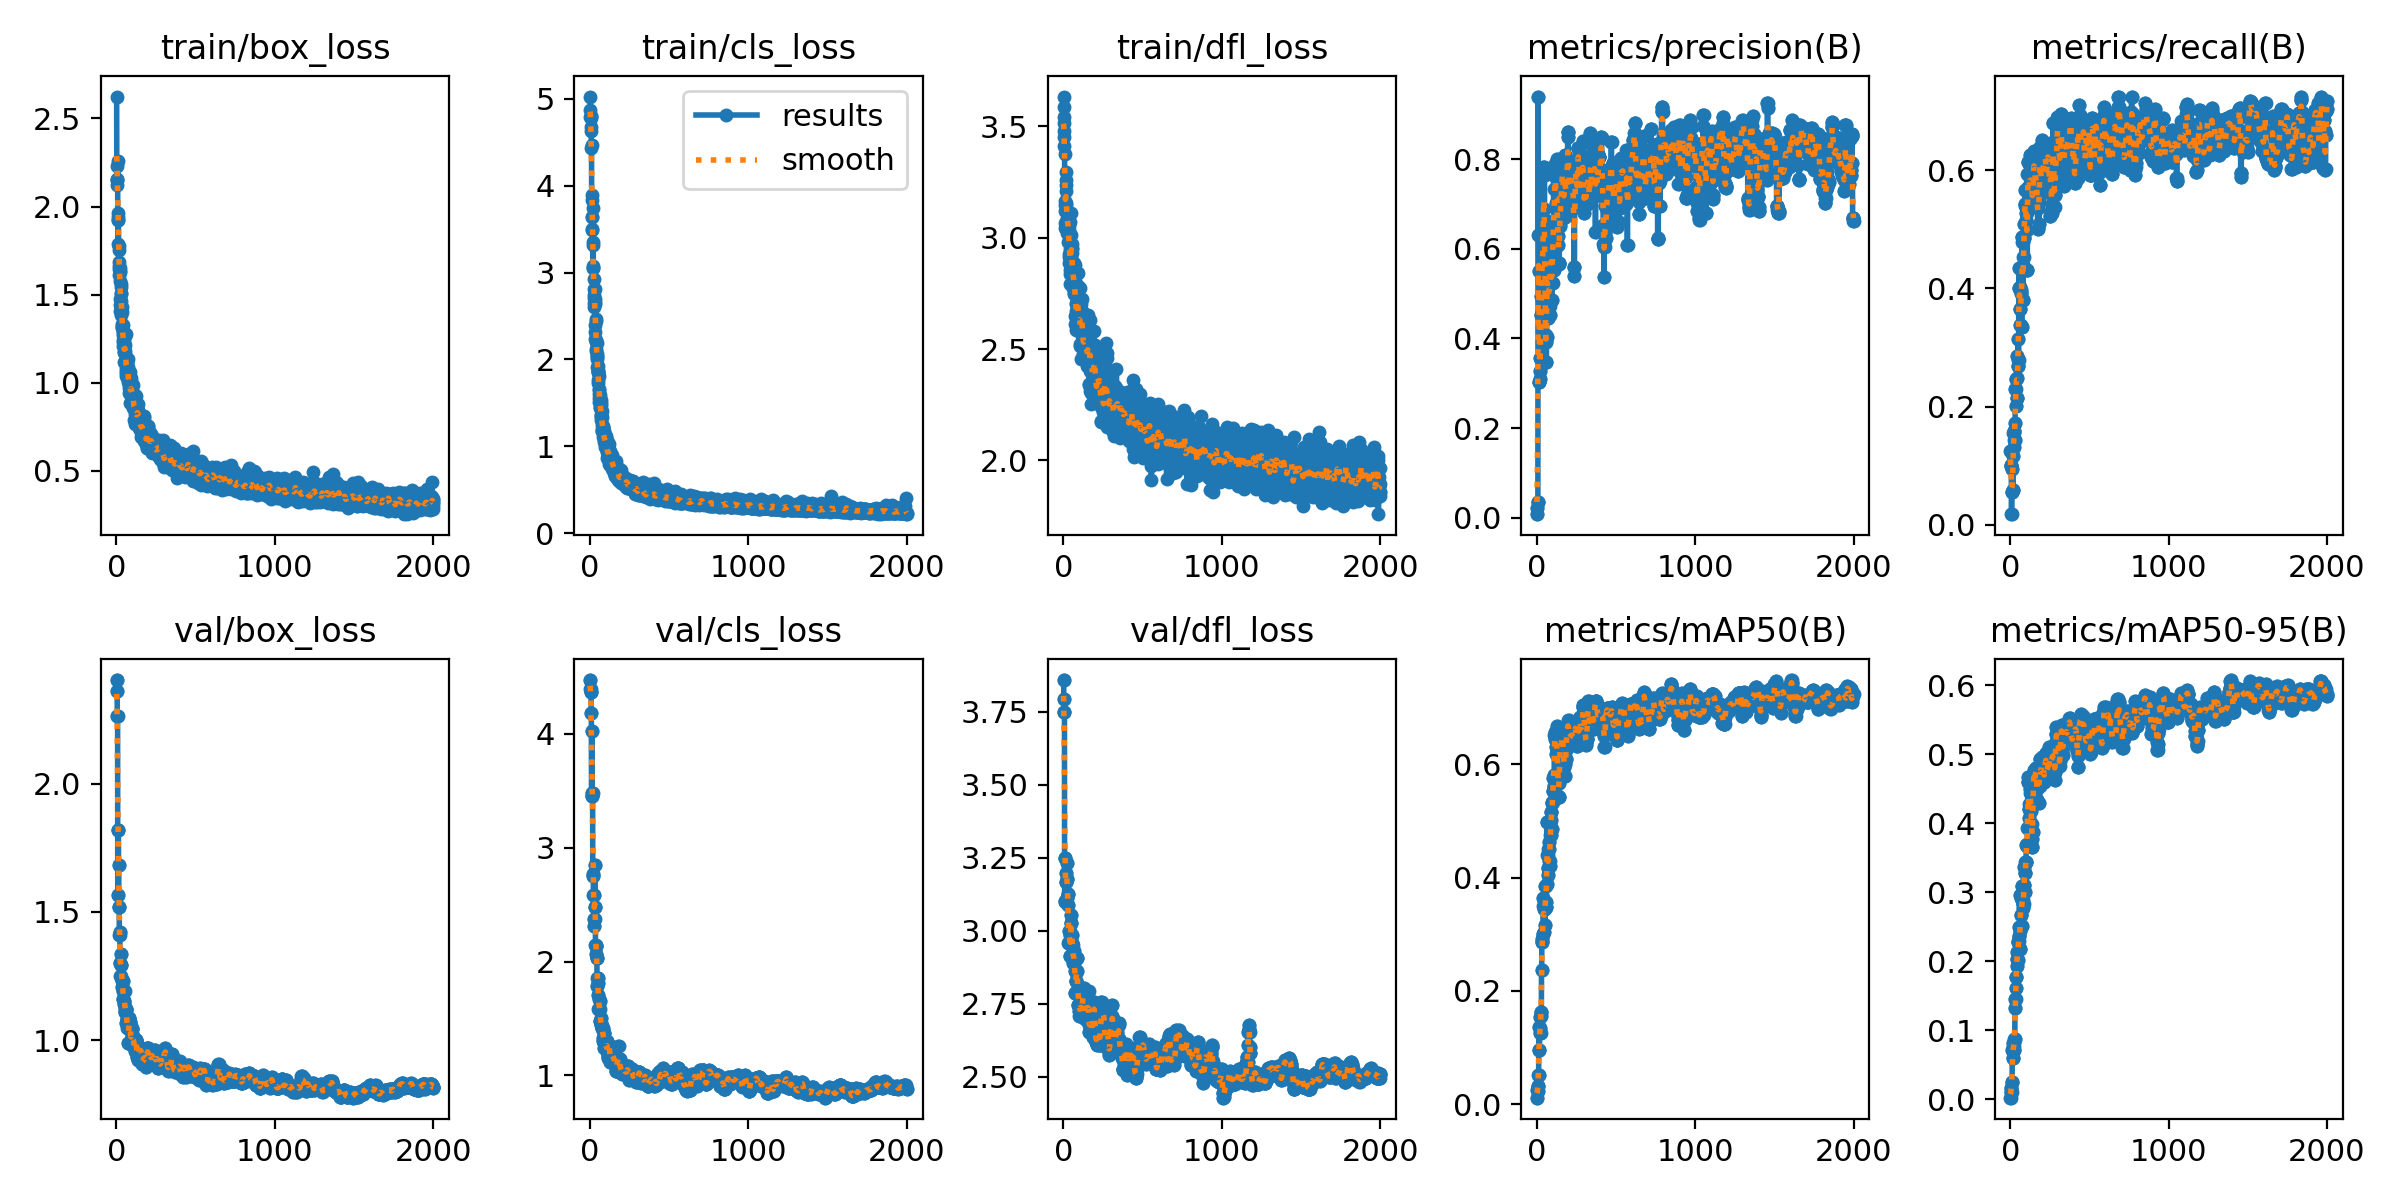 train/box_loss
2.5
2.0
1.5
1.0
0.5
0 1000 2000
train/cls_loss
results
smooth
5
4
3
2
1
0
0 1000 2000
train/dfl_loss
3.5
3.0
2.5
2.0
0 1000 2000
metrics/precision(B)
0.8
0.6
0.4
0.2
0.0
0 1000 2000
metrics/recall(B)
0.6
0.4
0.2
0.0
0 1000 2000
val/box_loss
2.0
1.5
1.0
0 1000 2000
val/cls_loss
4
3
2
1
0 1000 2000
val/dfl_loss
3.75
3.50
3.25
3.00
2.75
2.50
0 1000 2000
metrics/mAP50(B)
0.6
0.4
0.2
0.0
0 1000 2000
metrics/mAP50-95(B)
0.6
0.5
0.4
0.3
0.2
0.1
0.0
0 1000 2000